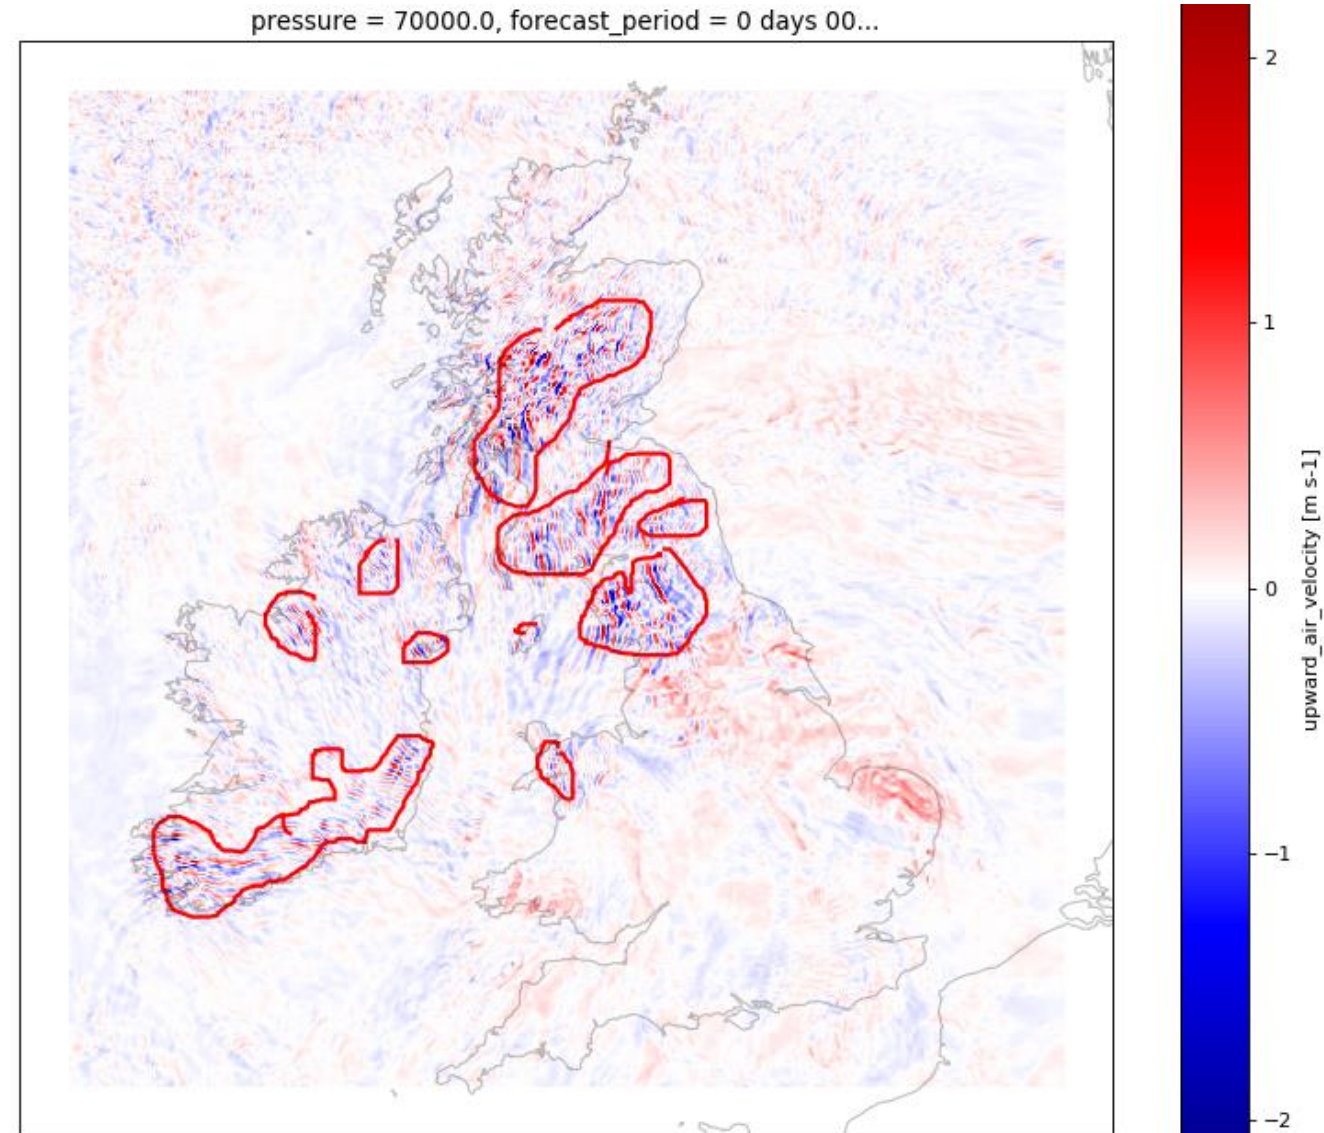 pressure = 70000.0, forecast_period = 0 days 00...
2
1
0
−1
−2
upward_air_velocity [m s-1]